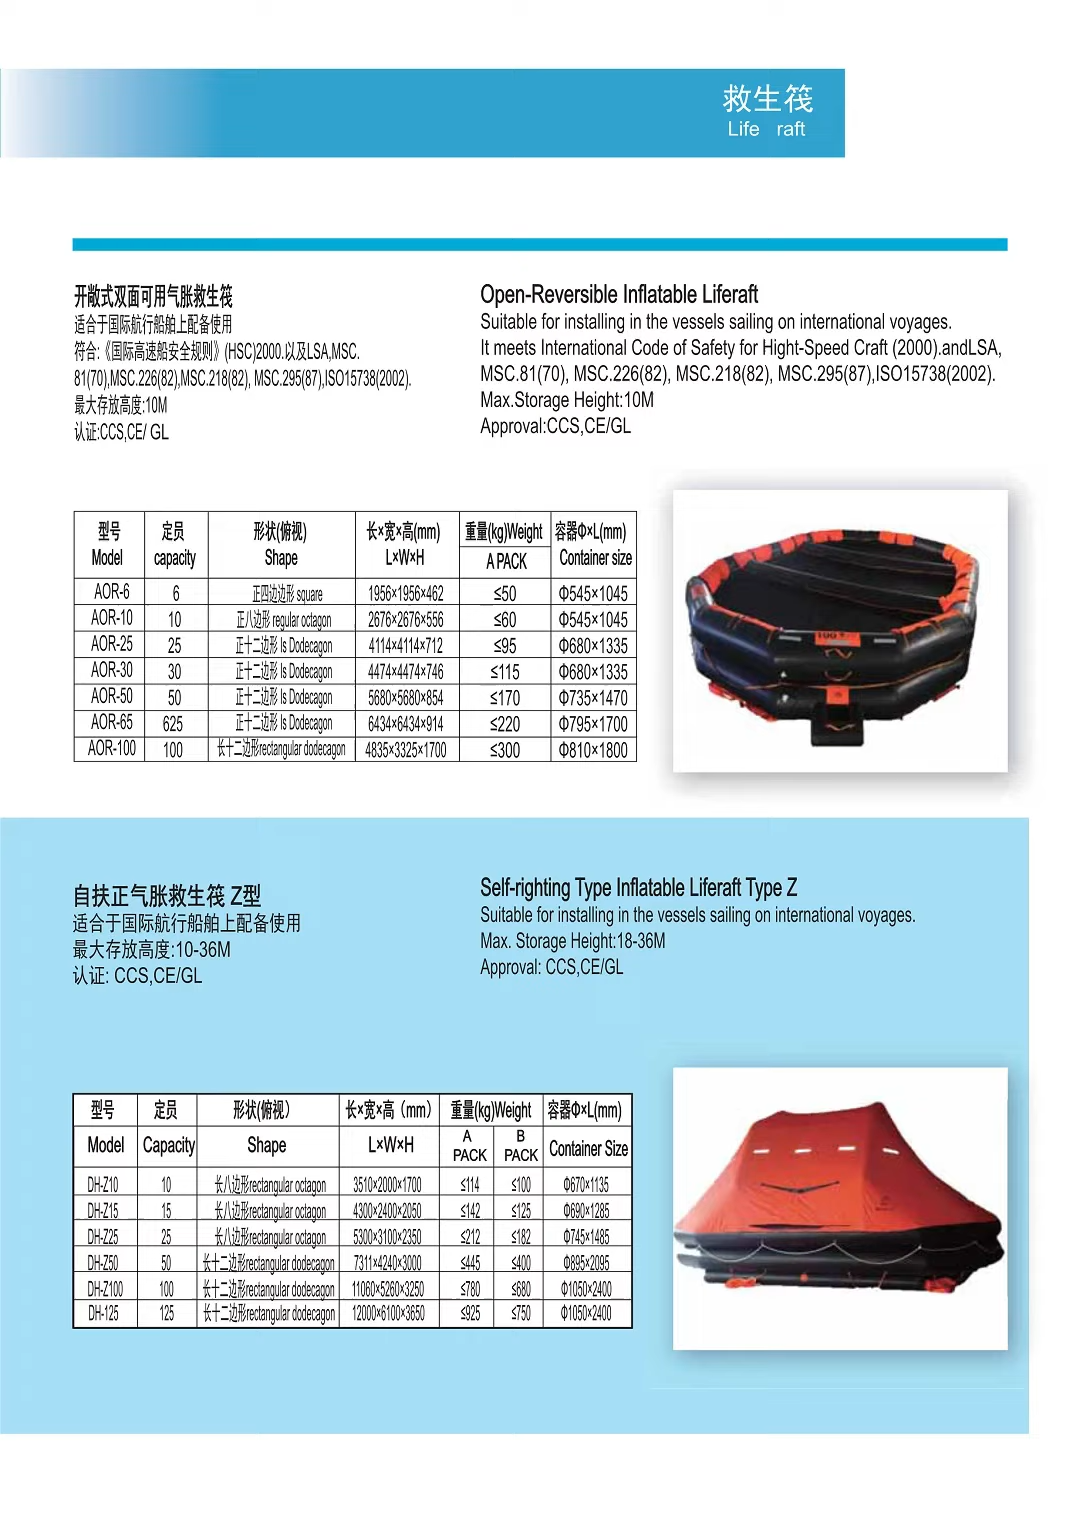 救生筏
Life raft
开敞式双面可用气胀救生筏
适合于国际航行船舶上配备使用
符合:《国际高速船安全规则》(HSC)2000.以及LSA,MSC.
81(70),MSC.226(82),MSC.218(82), MSC.295(87),ISO15738(2002).
最大存放高度:10M
认证:CCS,CE/ GL
Open-Reversible Inflatable Liferaft
Suitable for installing in the vessels sailing on international voyages.
It meets International Code of Safety for Hight-Speed Craft (2000).andLSA,
MSC.81(70), MSC.226(82), MSC.218(82), MSC.295(87),ISO15738(2002).
Max.Storage Height:10M
Approval:CCS,CE/GL
型号 定员 形状(俯视) 长×宽×高(mm) 重量(kg)Weight 容器Φ×L(mm)
Model capacity Shape L×W×H A PACK Container size
AOR-6 6 正四边边形 square 1956×1956×462 ≤50 Φ545×1045
AOR-10 10 正八边形 regular octagon 2676×2676×556 ≤60 Φ545×1045
AOR-25 25 正十二边形 Is Dodecagon 4114×4114×712 ≤95 Φ680×1335
AOR-30 30 正十二边形 Is Dodecagon 4474×4474×746 ≤115 Φ680×1335
AOR-50 50 正十二边形 Is Dodecagon 5680×5680×854 ≤170 Φ735×1470
AOR-65 625 正十二边形 Is Dodecagon 6434×6434×914 ≤220 Φ795×1700
AOR-100 100 长十二边形rectangular dodecagon 4835×3325×1700 ≤300 Φ810×1800
100
自扶正气胀救生筏 Z型
适合于国际航行船舶上配备使用
最大存放高度:10-36M
认证: CCS,CE/GL
Self-righting Type Inflatable Liferaft Type Z
Suitable for installing in the vessels sailing on international voyages.
Max. Storage Height:18-36M
Approval: CCS,CE/GL
型号 定员 形状(俯视） 长×宽×高（mm） 重量(kg)Weight 容器Φ×L(mm)
Model Capacity Shape L×W×H A PACK B PACK Container Size
DH-Z10 10 长八边形rectangular octagon 3510×2000×1700 ≤114 ≤100 Φ670×1135
DH-Z15 15 长八边形rectangular octagon 4300×2400×2050 ≤142 ≤125 Φ690×1285
DH-Z25 25 长八边形rectangular octagon 5300×3100×2350 ≤212 ≤182 Φ745×1485
DH-Z50 50 长十二边形rectangular dodecagon 7311×4240×3000 ≤445 ≤400 Φ895×2095
DH-Z100 100 长十二边形rectangular dodecagon 11060×5260×3250 ≤780 ≤680 Φ1050×2400
DH-125 125 长十二边形rectangular dodecagon 12000×6100×3650 ≤925 ≤750 Φ1050×2400